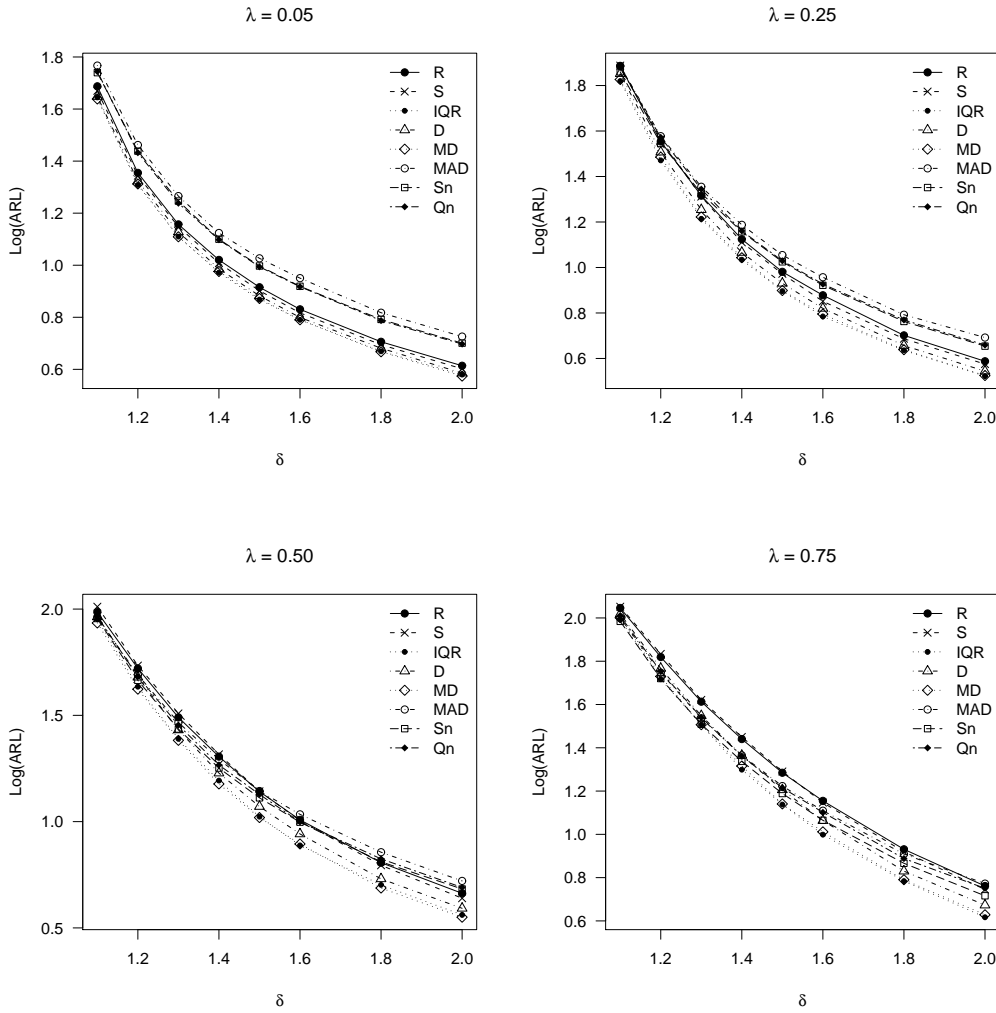 λ = 0.05
1.8
1.6
1.4
1.2
1.0
0.8
0.6
Log(ARL)
R
S
IQR
D
MD
MAD
Sn
Qn
1.2 1.4 1.6 1.8 2.0
δ
λ = 0.25
1.8
1.6
1.4
1.2
1.0
0.8
0.6
Log(ARL)
R
S
IQR
D
MD
MAD
Sn
Qn
1.2 1.4 1.6 1.8 2.0
δ
λ = 0.50
2.0
1.5
1.0
0.5
Log(ARL)
R
S
IQR
D
MD
MAD
Sn
Qn
1.2 1.4 1.6 1.8 2.0
δ
λ = 0.75
2.0
1.8
1.6
1.4
1.2
1.0
0.8
0.6
Log(ARL)
R
S
IQR
D
MD
MAD
Sn
Qn
1.2 1.4 1.6 1.8 2.0
δ